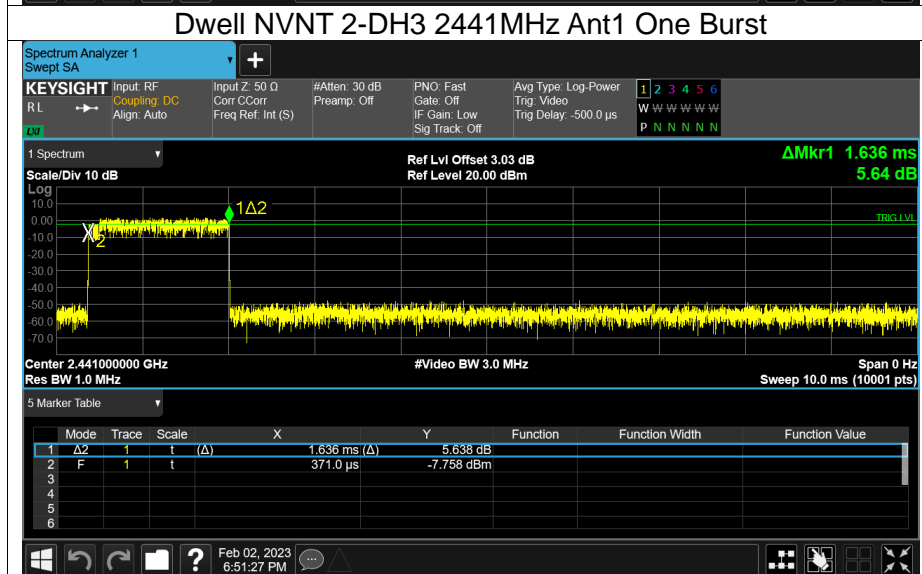 Dwell NVNT 2-DH3 2441MHz Ant1 One Burst
Spectrum Analyzer 1
Swept SA
+
KEYSIGHT
R L
LXI
Input: RF
Coupling: DC
Align: Auto
Input Z: 50 Ω
Corr CCorr
Freq Ref: Int (S)
#Atten: 30 dB
Preamp: Off
PNO: Fast
Gate: Off
IF Gain: Low
Sig Track: Off
Avg Type: Log-Power
Trig: Video
Trig Delay: -500.0 µs
1 2 3 4 5 6
W W W W W W
P N N N N N
1 Spectrum
Scale/Div 10 dB
Ref Lvl Offset 3.03 dB
Ref Level 20.00 dBm
ΔMkr1 1.636 ms
5.64 dB
Log
10.0
0.00
-10.0
-20.0
-30.0
-40.0
-50.0
-60.0
-70.0
X2
1Δ2
TRIG LVL
Center 2.441000000 GHz
#Video BW 3.0 MHz
Span 0 Hz
Res BW 1.0 MHz
Sweep 10.0 ms (10001 pts)
5 Marker Table
Mode Trace Scale X Y Function Function Width Function Value
1 Δ2 1 t (Δ) 1.636 ms (Δ) 5.638 dB
2 F 1 t 371.0 µs -7.758 dBm
3
4
5
6
?
Feb 02, 2023
6:51:27 PM